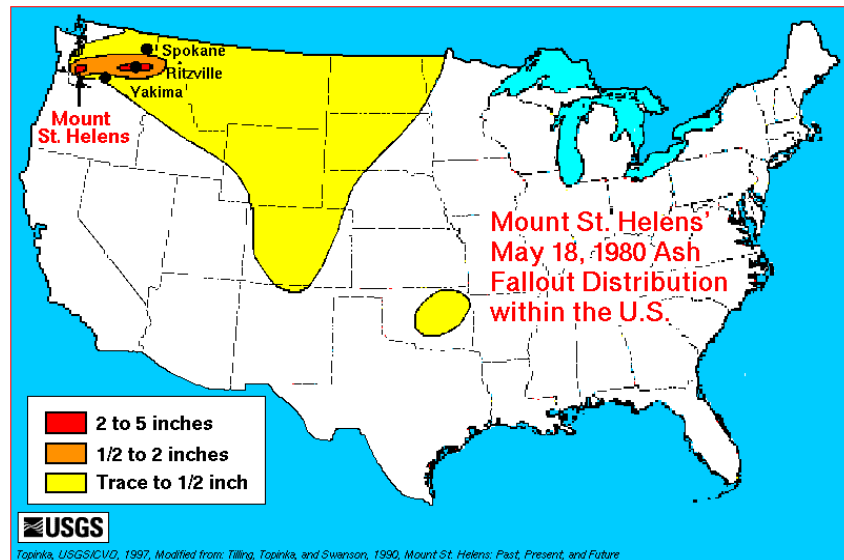 Spokane
Ritzville
Yakima
Mount
St. Helens
Mount St. Helens'
May 18, 1980 Ash
Fallout Distribution
within the U.S.
2 to 5 inches
1/2 to 2 inches
Trace to 1/2 inch
USGS
Topinka, USGS/CVO, 1997, Modified from: Tilling, Topinka, and Swanson, 1990, Mount St. Helens: Past, Present, and Future